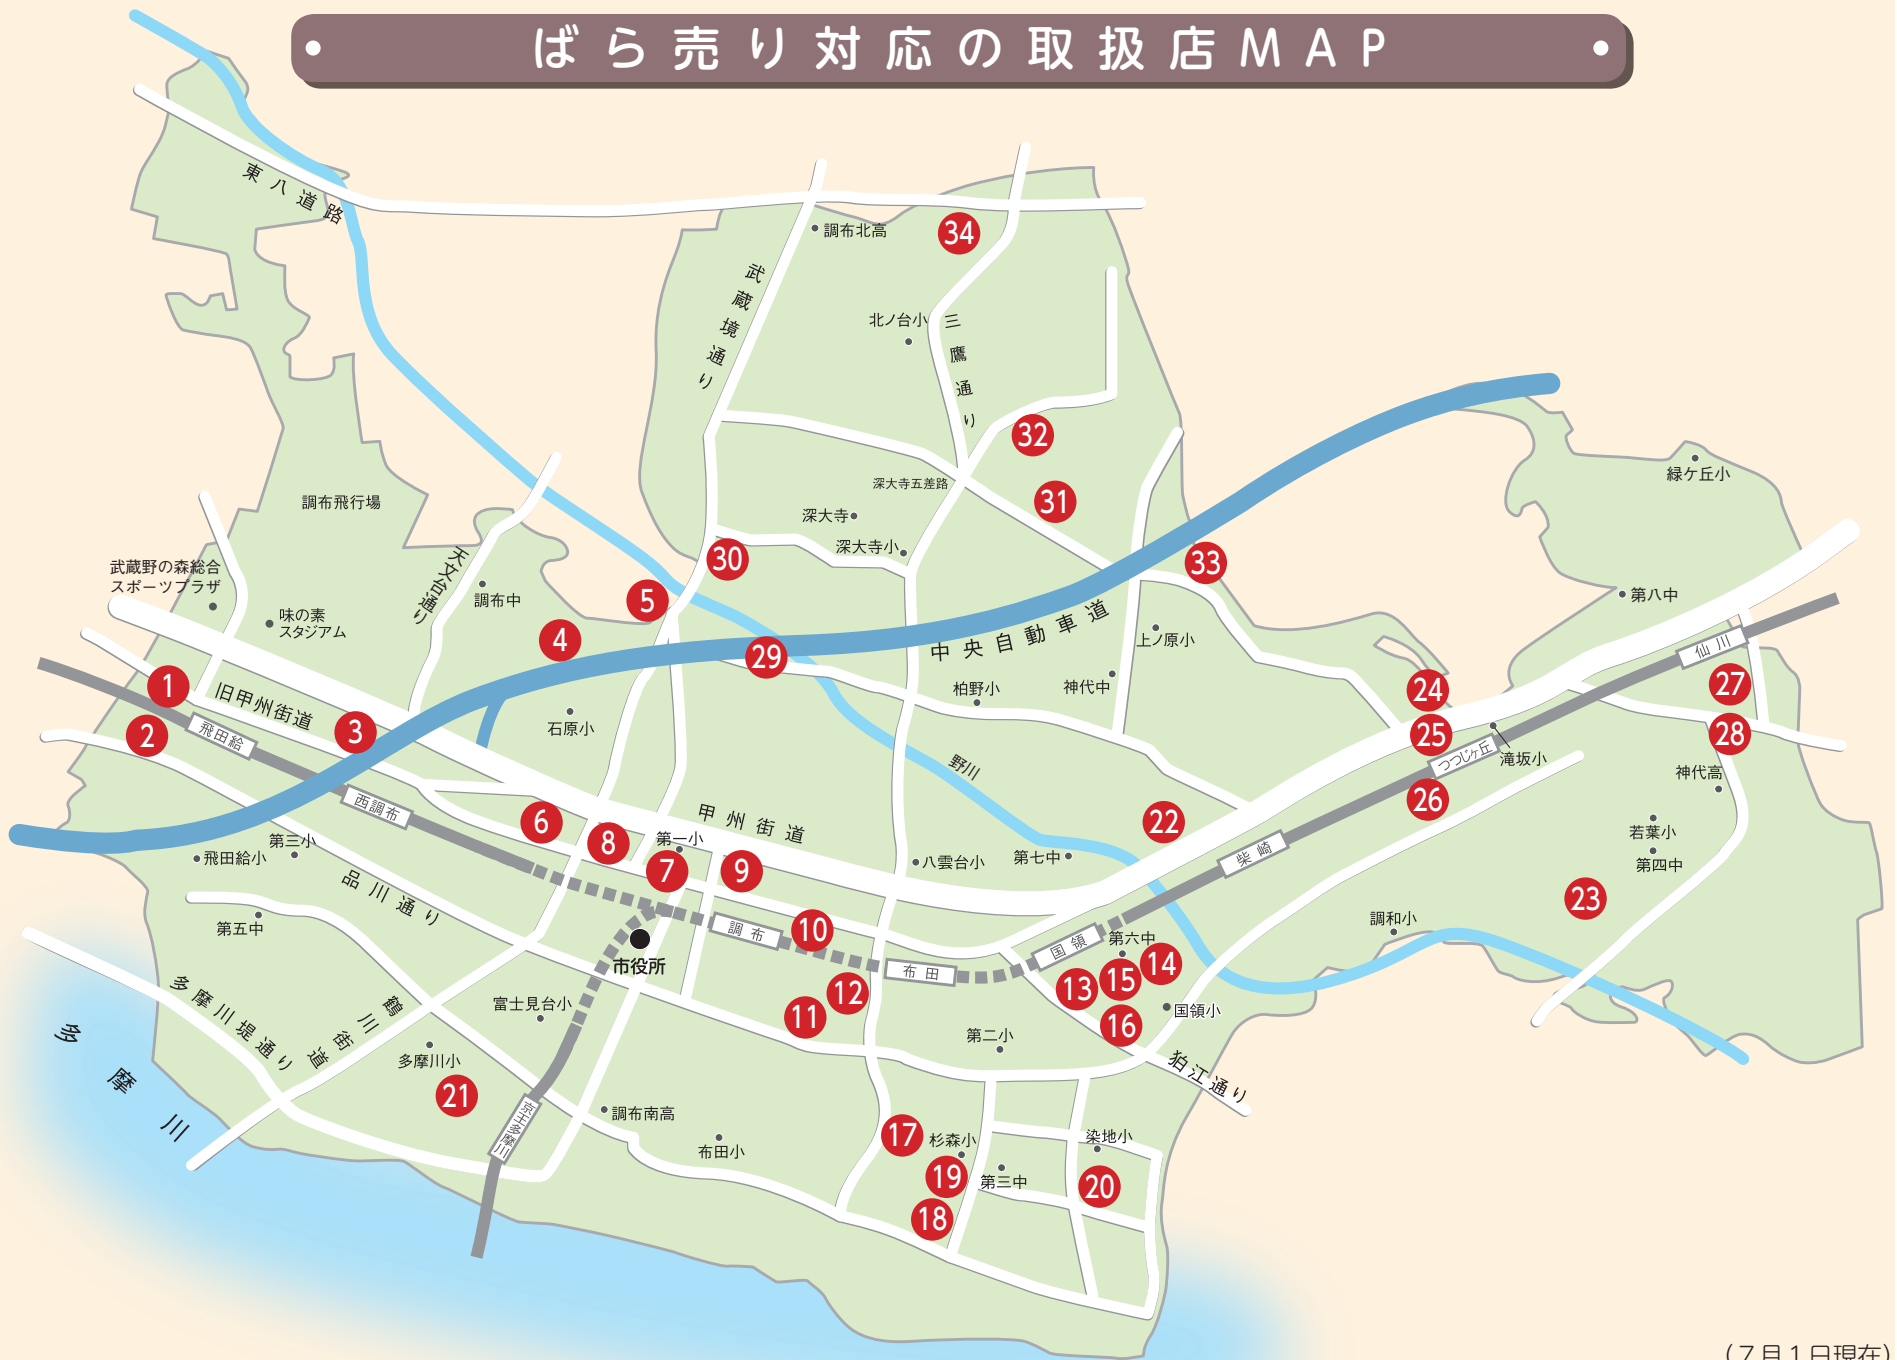 ばら売り対応の取扱店MAP
東八道路
調布北高
34
武蔵境通り
北ノ台小
三鷹通り
32
調布飛行場
深大寺五差路
31
深大寺
深大寺小
緑ケ丘小
天文台通り
武蔵野の森総合
スポーツプラザ
味の素
スタジアム
調布中
30
33
5
4
29
中央自動車道
上ノ原小
第八中
仙川
1
旧甲州街道
2
飛田給
3
石原小
柏野小
神代中
24
25
つつじヶ丘
滝坂小
26
27
28
神代高
野川
西調布
6
8
第一小
7
9
甲州街道
22
八雲台小
第七中
柴崎
若葉小
第四中
23
飛田給小
第三小
品川通り
第五中
調布
10
布田
国領
第六中
調和小
市役所
11
12
13
15
14
16
国領小
多摩川堤通り
鶴川街道
富士見台小
多摩川小
21
第二小
狛江通り
多摩川
京王多摩川
調布南高
布田小
17
杉森小
19
18
第三中
染地小
20
(7月1日現在)